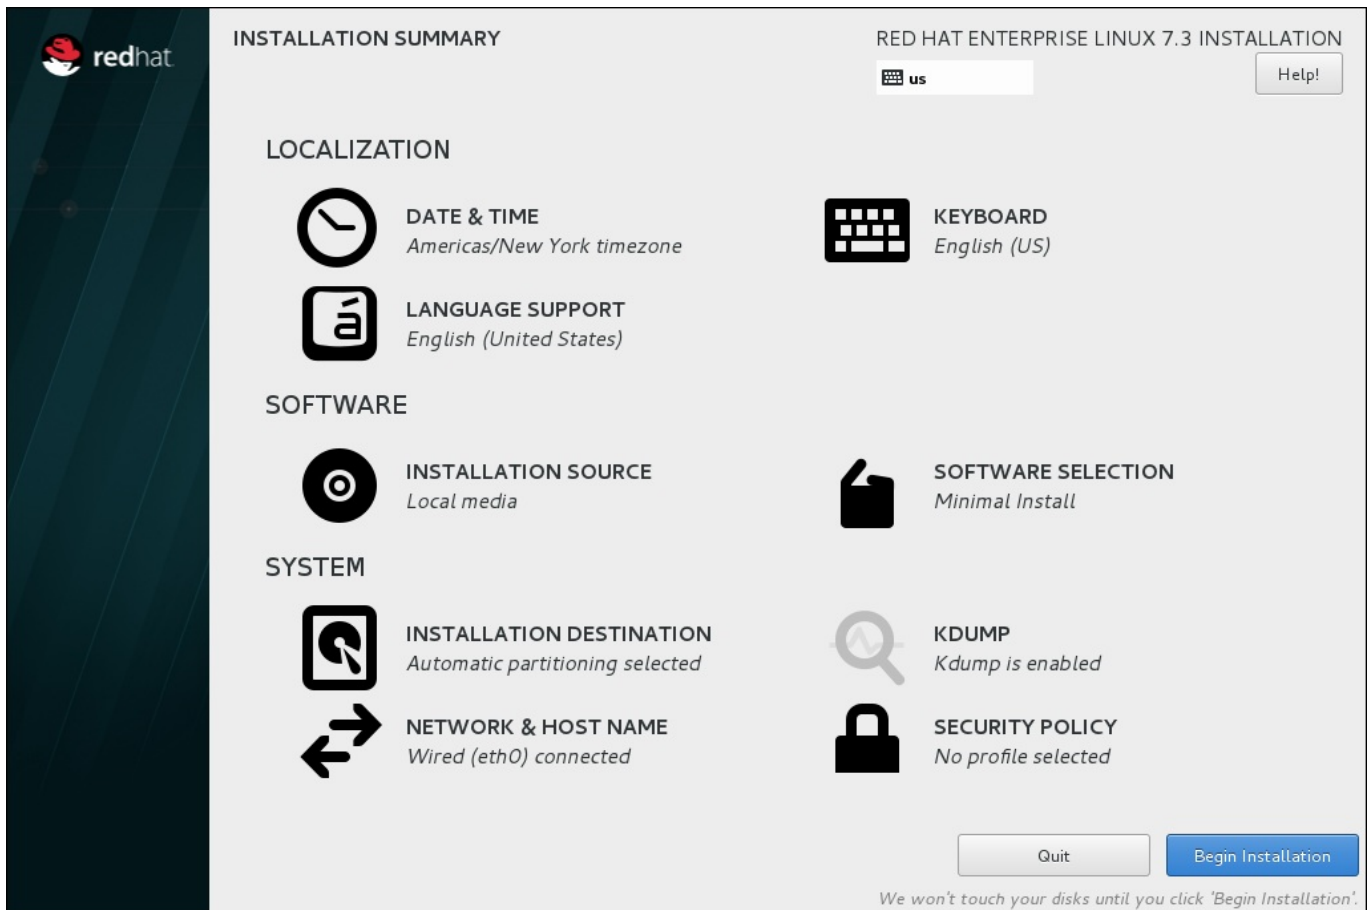 redhat
INSTALLATION SUMMARY
RED HAT ENTERPRISE LINUX 7.3 INSTALLATION
us
Help!
LOCALIZATION
DATE & TIME
Americas/New York timezone
KEYBOARD
English (US)
á
LANGUAGE SUPPORT
English (United States)
SOFTWARE
INSTALLATION SOURCE
Local media
SOFTWARE SELECTION
Minimal Install
SYSTEM
INSTALLATION DESTINATION
Automatic partitioning selected
KDUMP
Kdump is enabled
NETWORK & HOST NAME
Wired (eth0) connected
SECURITY POLICY
No profile selected
Quit
Begin Installation
We won't touch your disks until you click 'Begin Installation'.